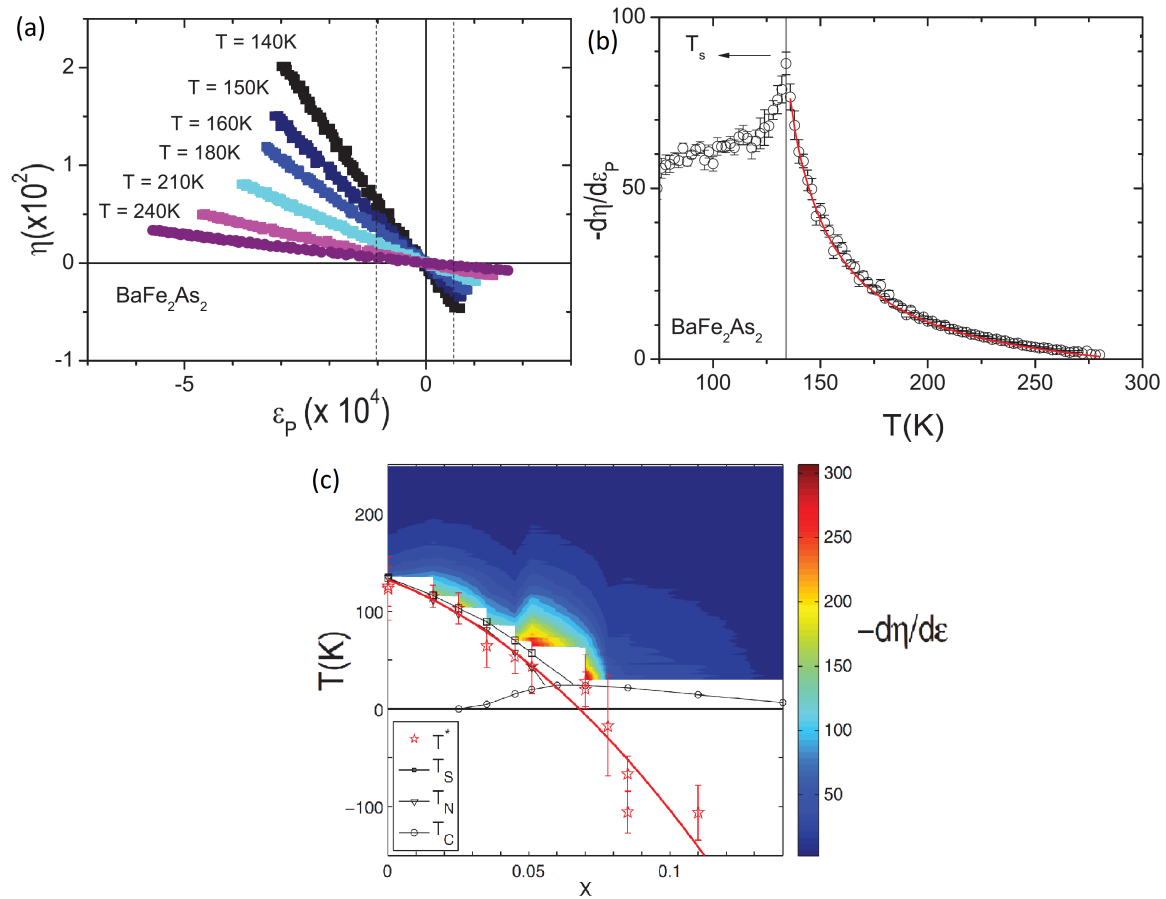 (a)
T = 140K
T = 150K
T = 160K
T = 180K
T = 210K
T = 240K
BaFe₂As₂
2
1
0
-1
-5
0
η(x10²)
ε_P (x 10⁴)
(b)
T_s
BaFe₂As₂
100
50
0
100
150
200
250
300
-dη/dε_P
T(K)
(c)
200
100
0
−100
T(K)
T*
T_S
T_N
T_C
0
0.05
0.1
X
300
250
200
150
100
50
−dη/dε